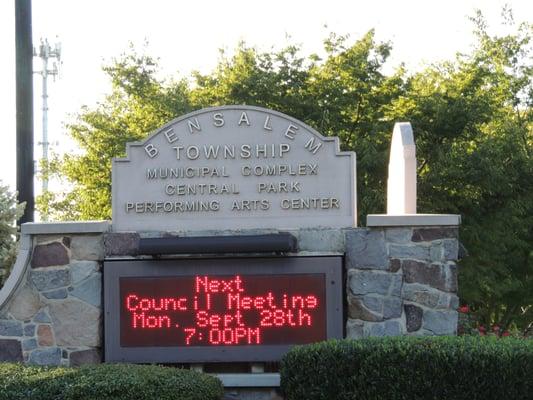 BENSALEM
TOWNSHIP
MUNICIPAL COMPLEX
CENTRAL PARK
PERFORMING ARTS CENTER
Next
Council Meeting
Mon. Sept 28th
7:00PM